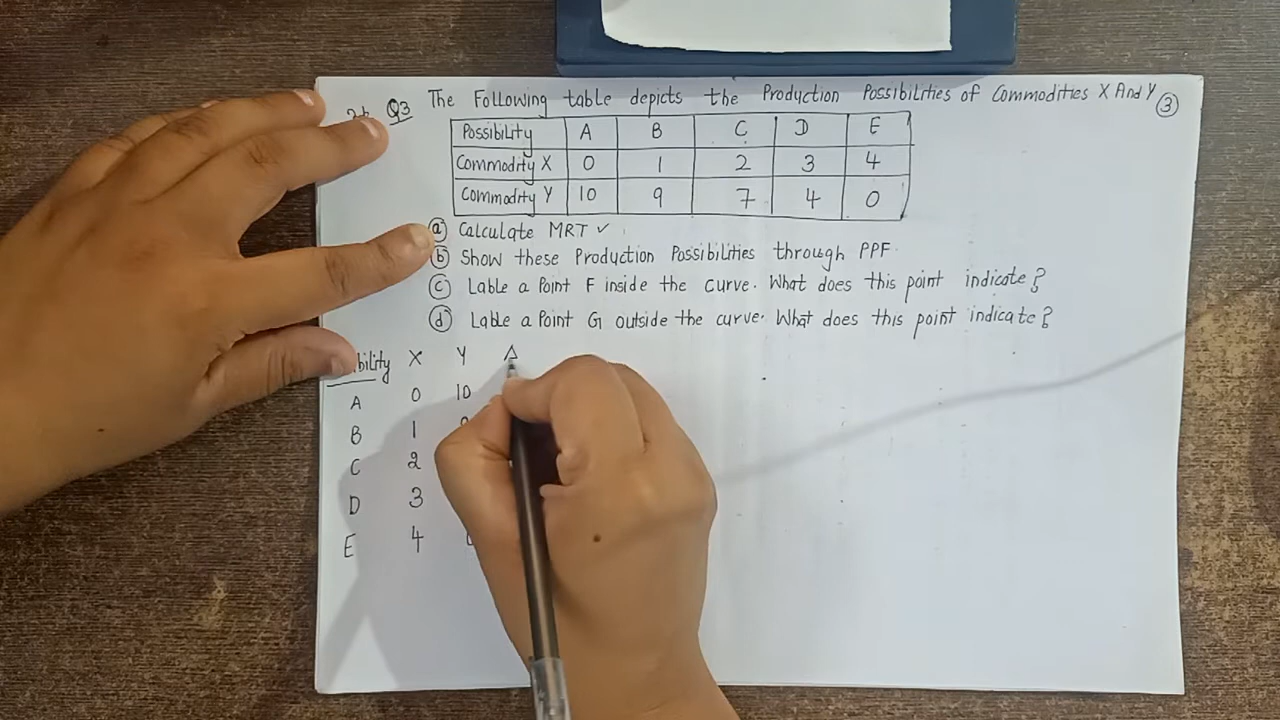 Q3 The Following table depicts the Production Possibilities of Commodities X And Y ③
Possibility A B C D E
Commodity X 0 1 2 3 4
Commodity Y 10 9 7 4 0
ⓐ Calculate MRT ✓
ⓑ Show these Production Possibilities through PPF.
ⓒ Lable a Point F inside the curve. What does this point indicate?
ⓓ Lable a Point G outside the curve. What does this point indicate?
X Y Δ
A 0 10
B 1
C 2
D 3
E 4